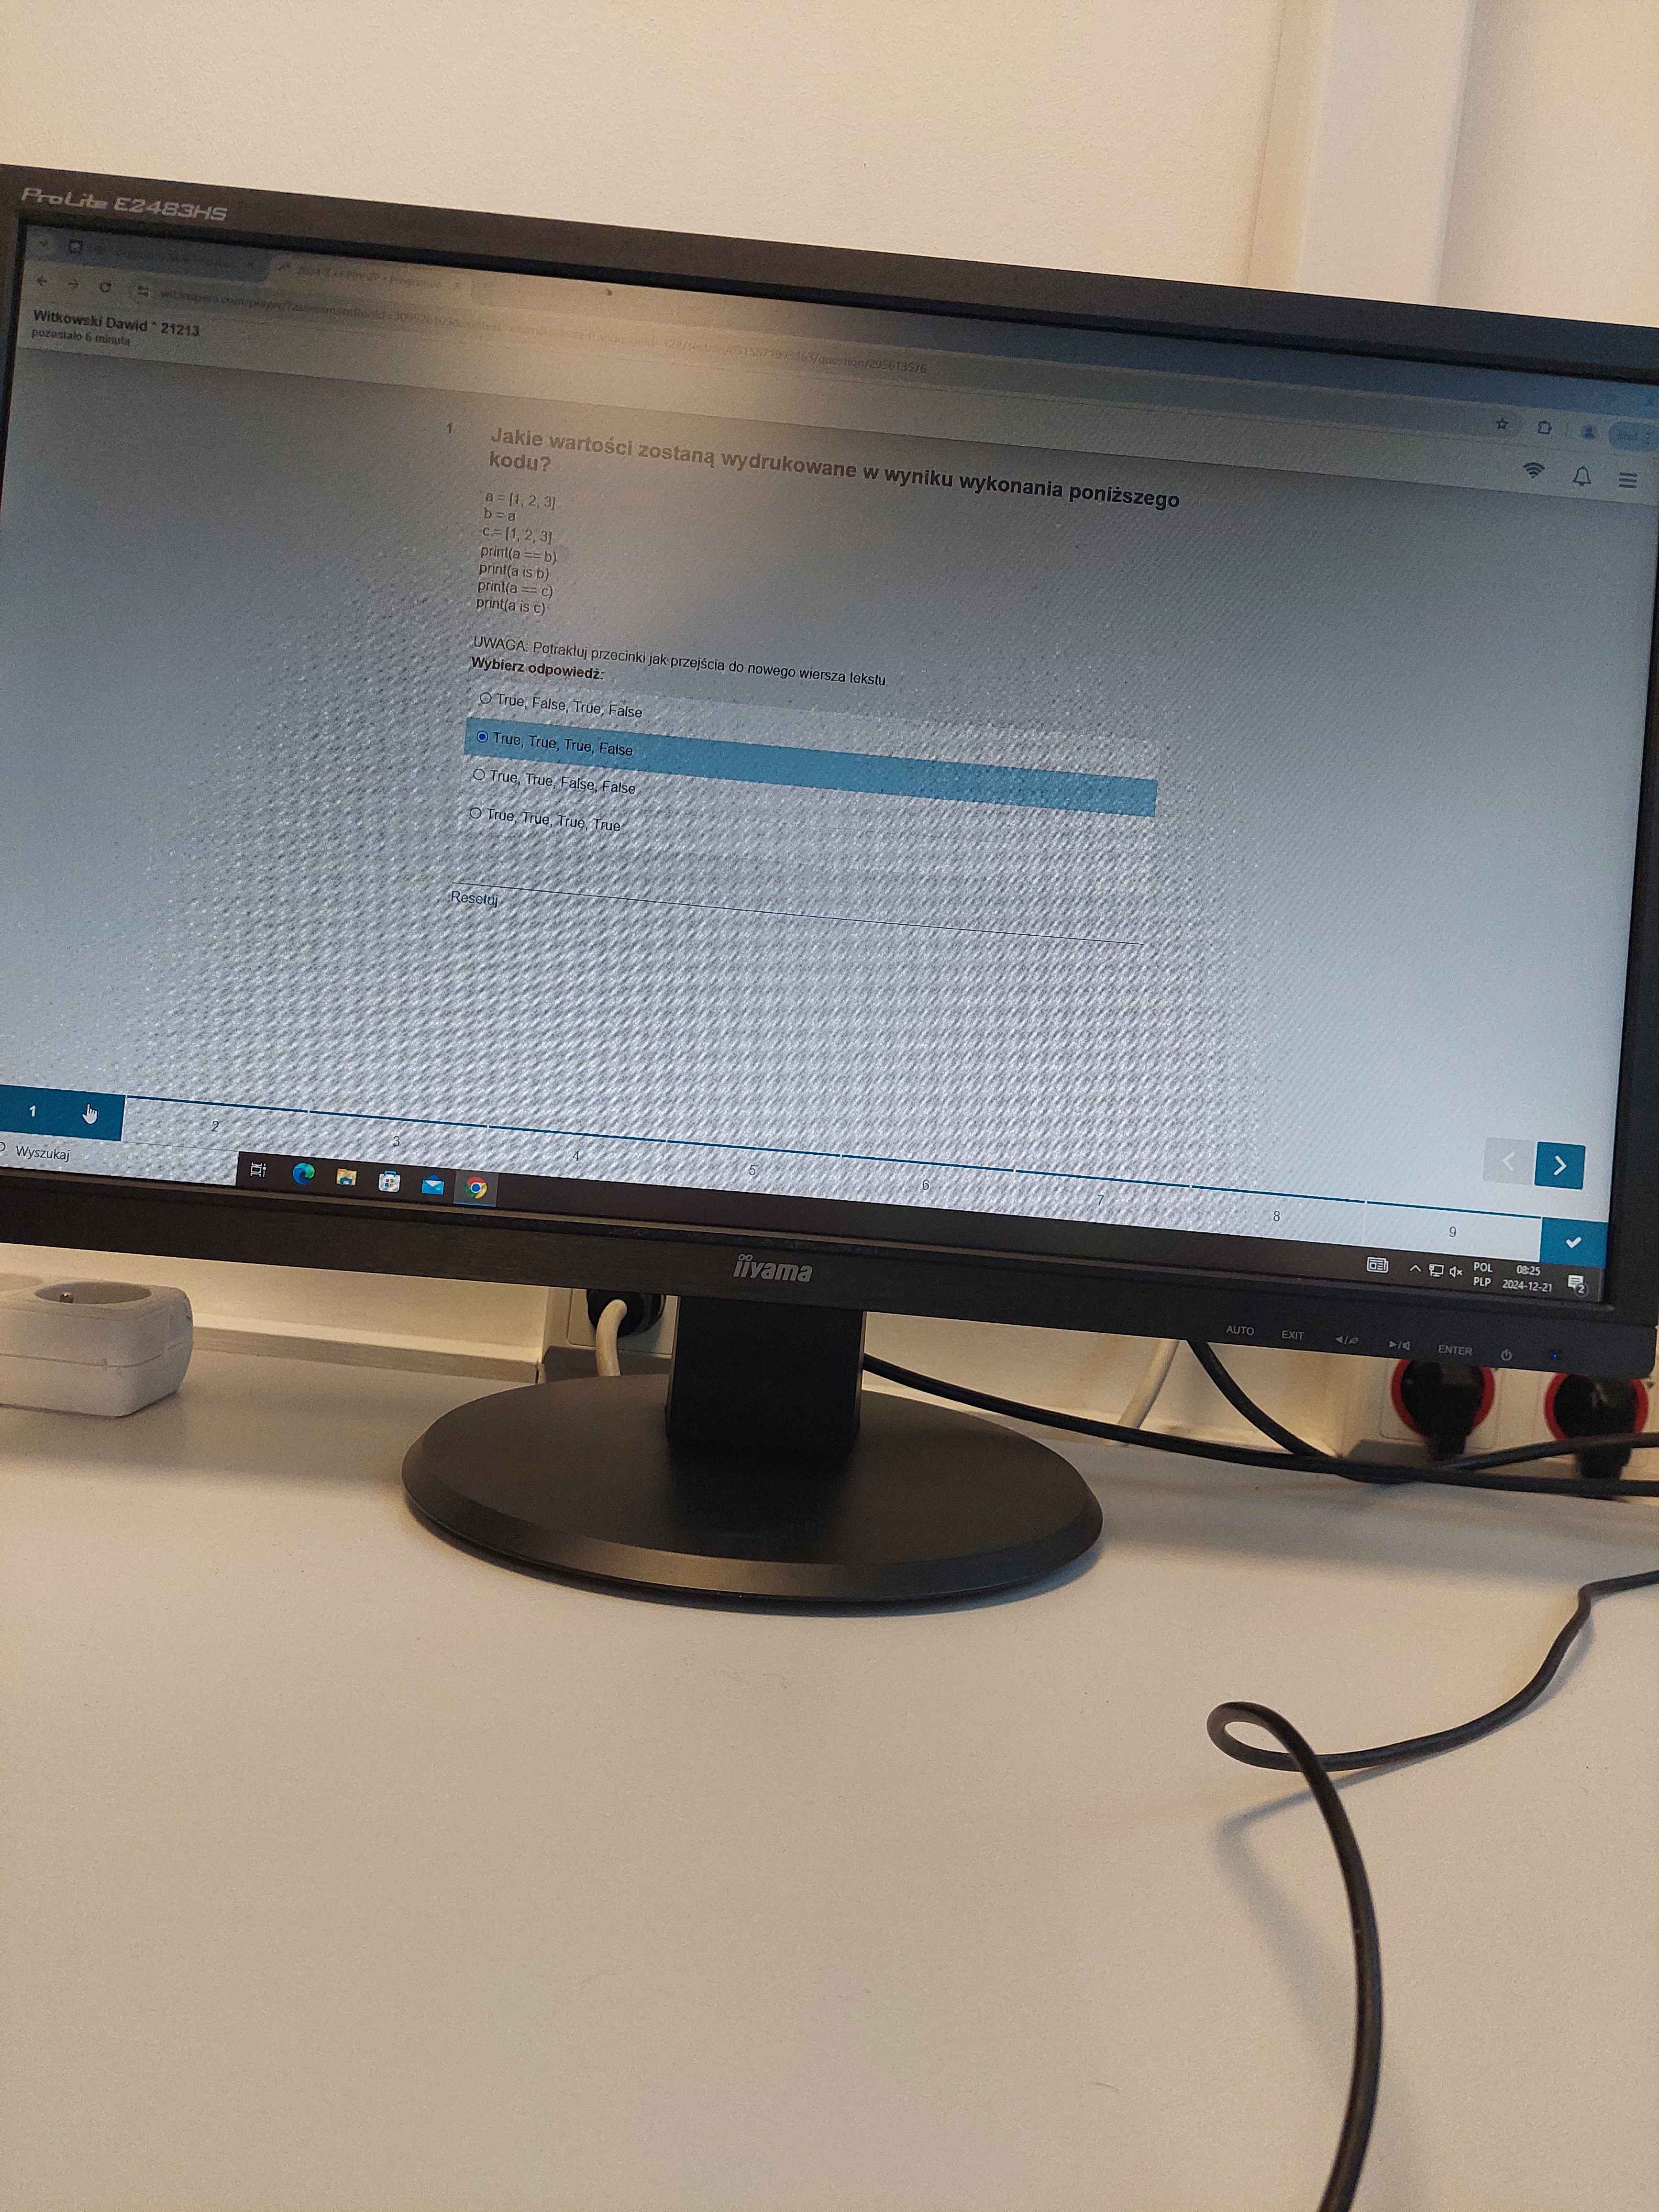 ProLite E2483HS
Witkowski Dawid * 21213
pozostało 6 minuta
1
Jakie wartości zostaną wydrukowane w wyniku wykonania poniższego
kodu?
a = [1, 2, 3]
b = a
c = [1, 2, 3]
print(a == b)
print(a is b)
print(a == c)
print(a is c)
UWAGA: Potraktuj przecinki jak przejścia do nowego wiersza tekstu.
Wybierz odpowiedź:
True, False, True, False
True, True, True, False
True, True, False, False
True, True, True, True
Resetuj
1 2 3 4 5 6 7 8 9
Wyszukaj
POL 08:25
PLP 2024-12-21 2
iiyama
AUTO EXIT ENTER